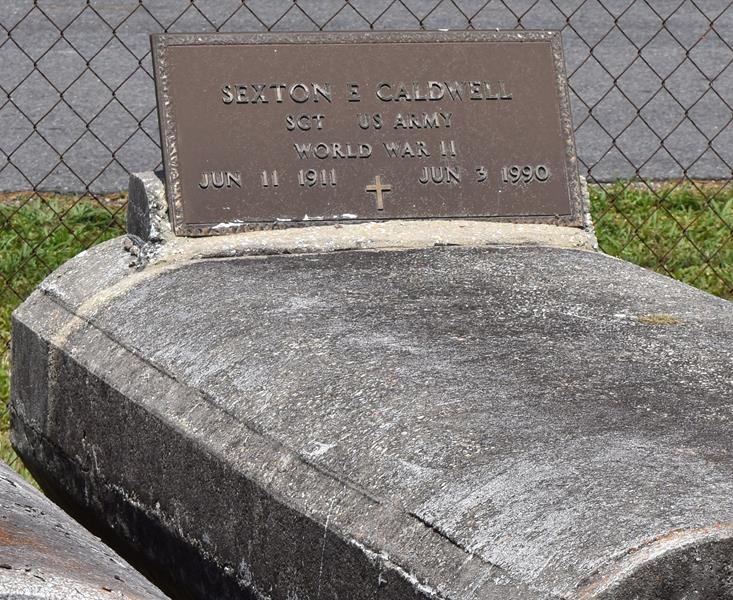 SEXTON E CALDWELL
SGT US ARMY
WORLD WAR II
JUN 11 1911 JUN 3 1990